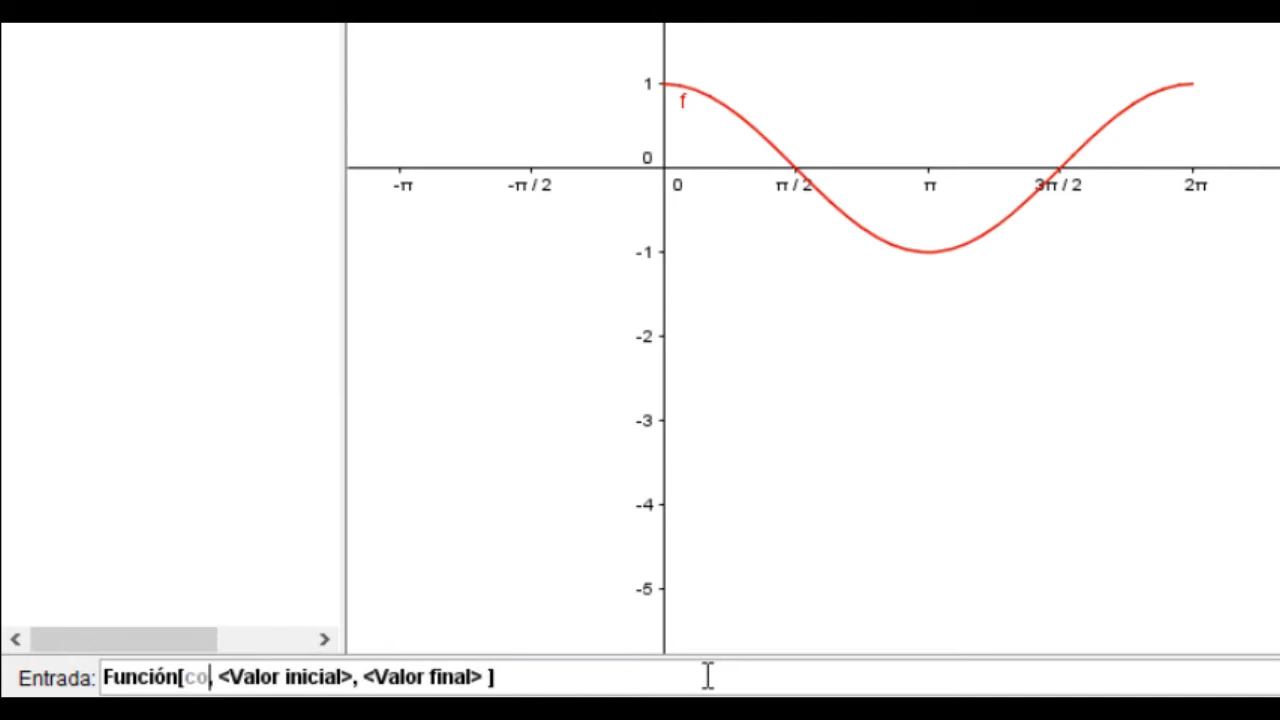 1
f
0
-π
-π / 2
0
π / 2
π
3π / 2
2π
-1
-2
-3
-4
-5
Entrada: Función[co, <Valor inicial>, <Valor final> ]